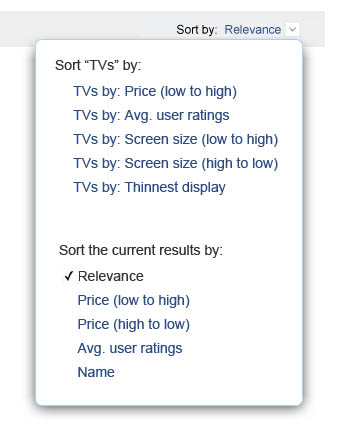 Sort by: Relevance
Sort “TVs” by:
TVs by: Price (low to high)
TVs by: Avg. user ratings
TVs by: Screen size (low to high)
TVs by: Screen size (high to low)
TVs by: Thinnest display
Sort the current results by:
✓ Relevance
Price (low to high)
Price (high to low)
Avg. user ratings
Name